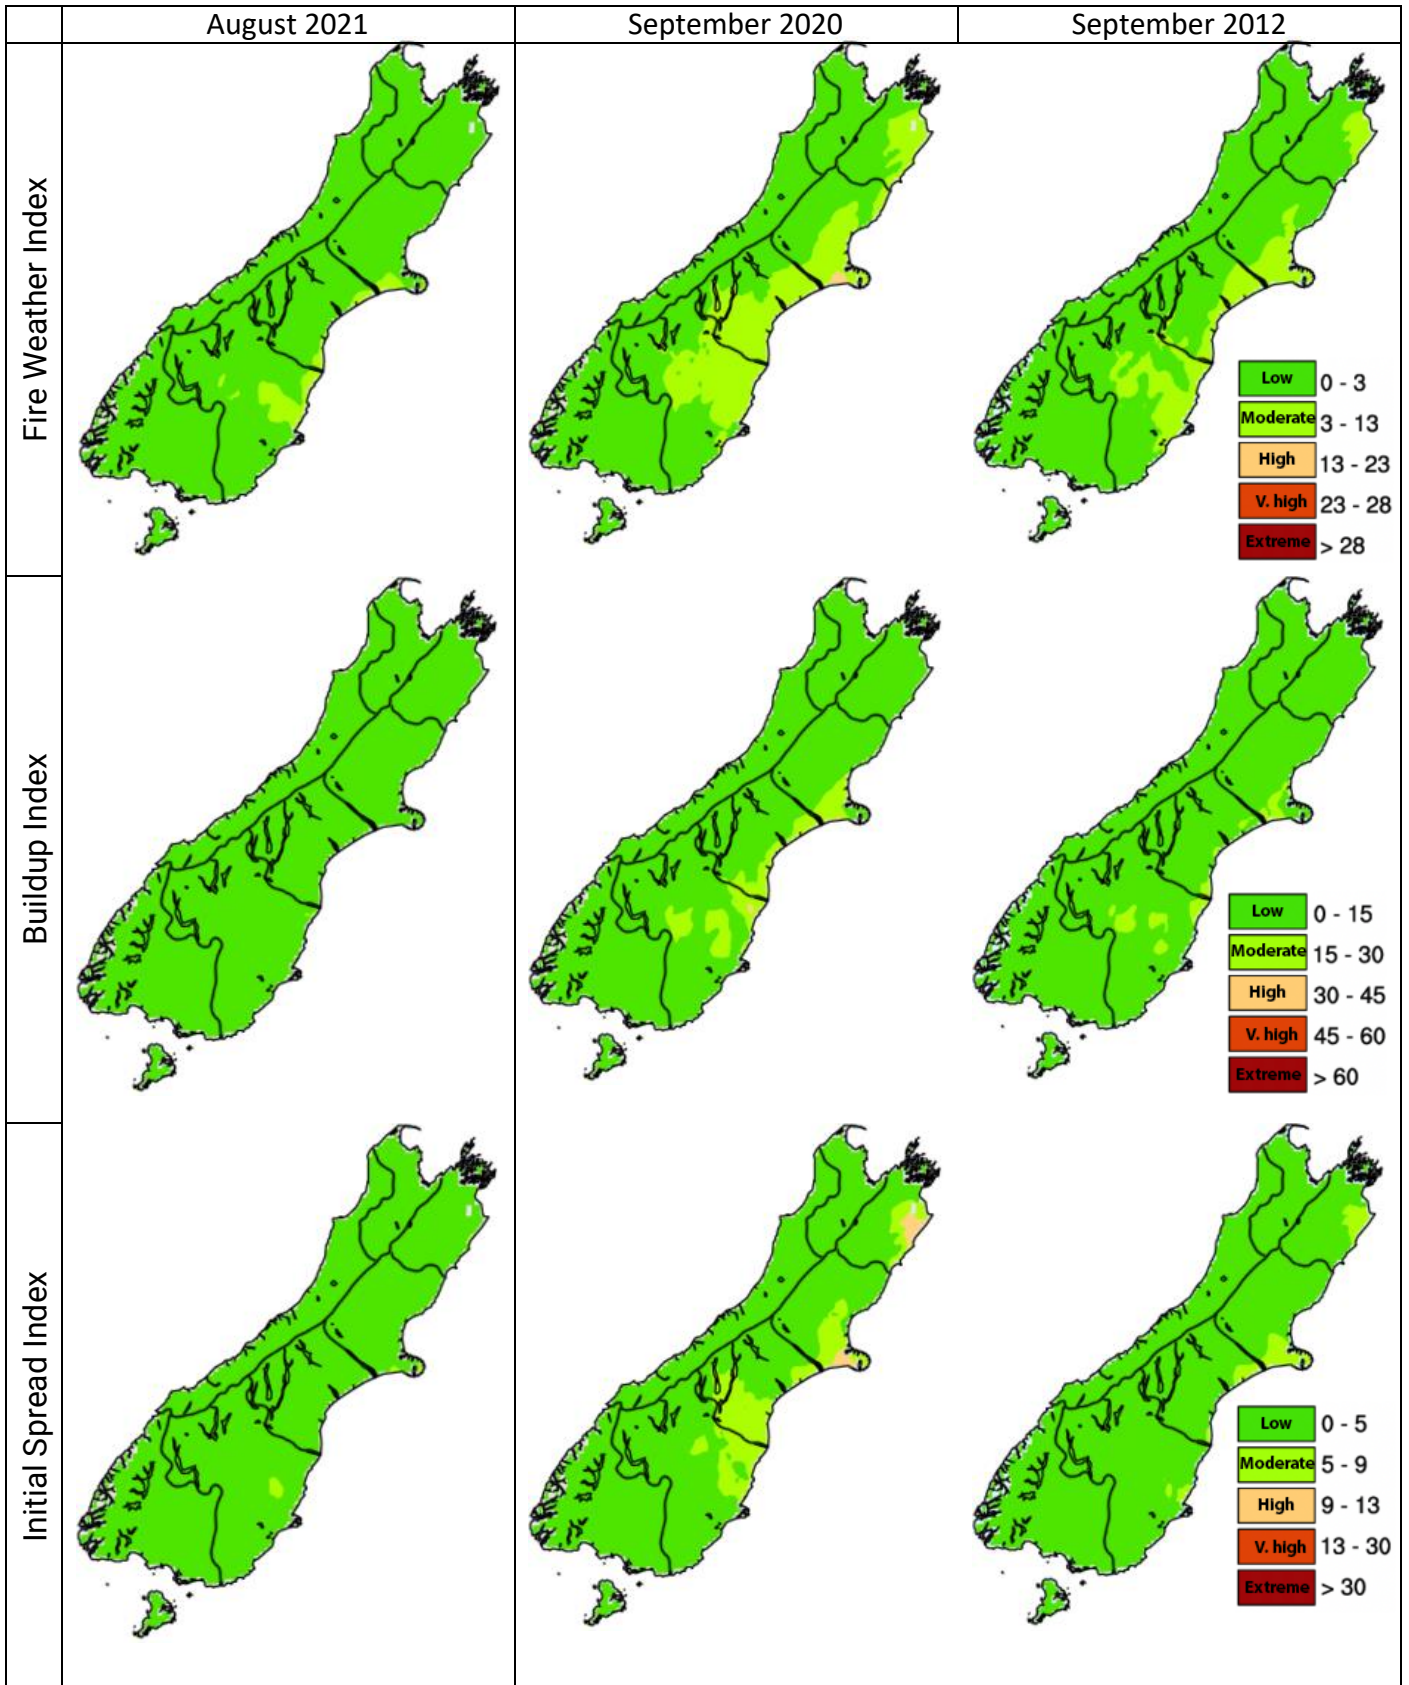 August 2021
September 2020
September 2012
Fire Weather Index
Low 0 - 3
Moderate 3 - 13
High 13 - 23
V. high 23 - 28
Extreme > 28
Buildup Index
Low 0 - 15
Moderate 15 - 30
High 30 - 45
V. high 45 - 60
Extreme > 60
Initial Spread Index
Low 0 - 5
Moderate 5 - 9
High 9 - 13
V. high 13 - 30
Extreme > 30